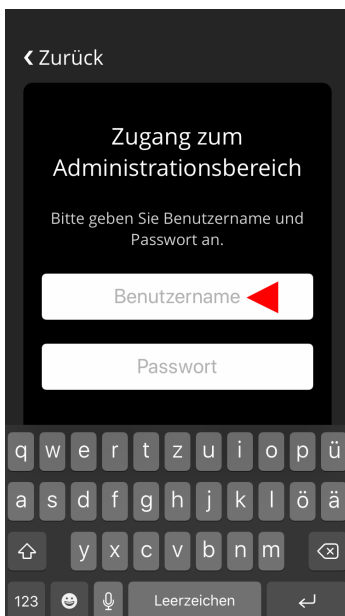 Zurück
Zugang zum
Administrationsbereich
Bitte geben Sie Benutzername und
Passwort an.
Benutzername
Passwort
q w e r t z u i o p ü
a s d f g h j k l ö ä
y x c v b n m
123 Leerzeichen